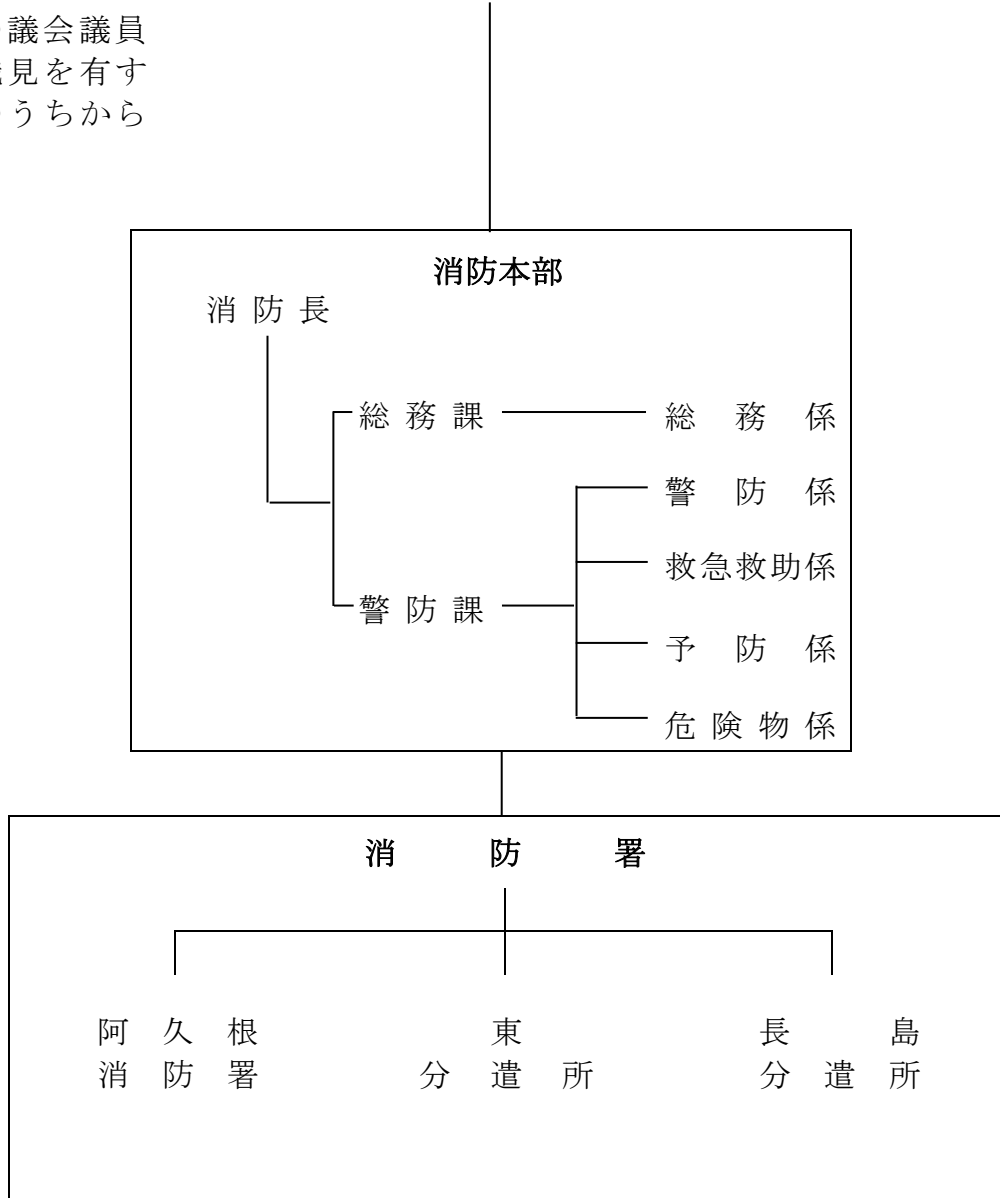 議会議員
見を有す
うちから
消防本部
消防長
総務課 総務係
警防係
救急救助係
警防課
予防係
危険物係
消防署
阿久根 東 長島
消防署 分遣所 分遣所